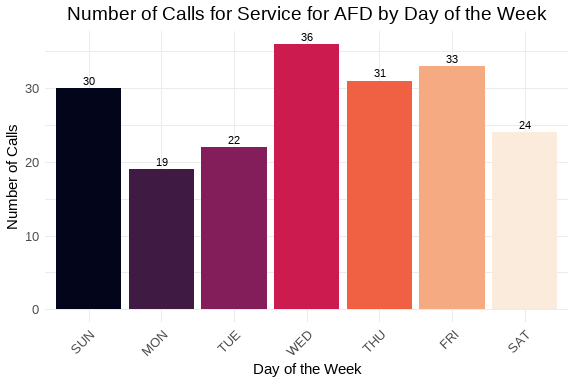 Number of Calls for Service for AFD by Day of the Week
Number of Calls
30
20
10
0
30
19
22
36
31
33
24
SUN
MON
TUE
WED
THU
FRI
SAT
Day of the Week